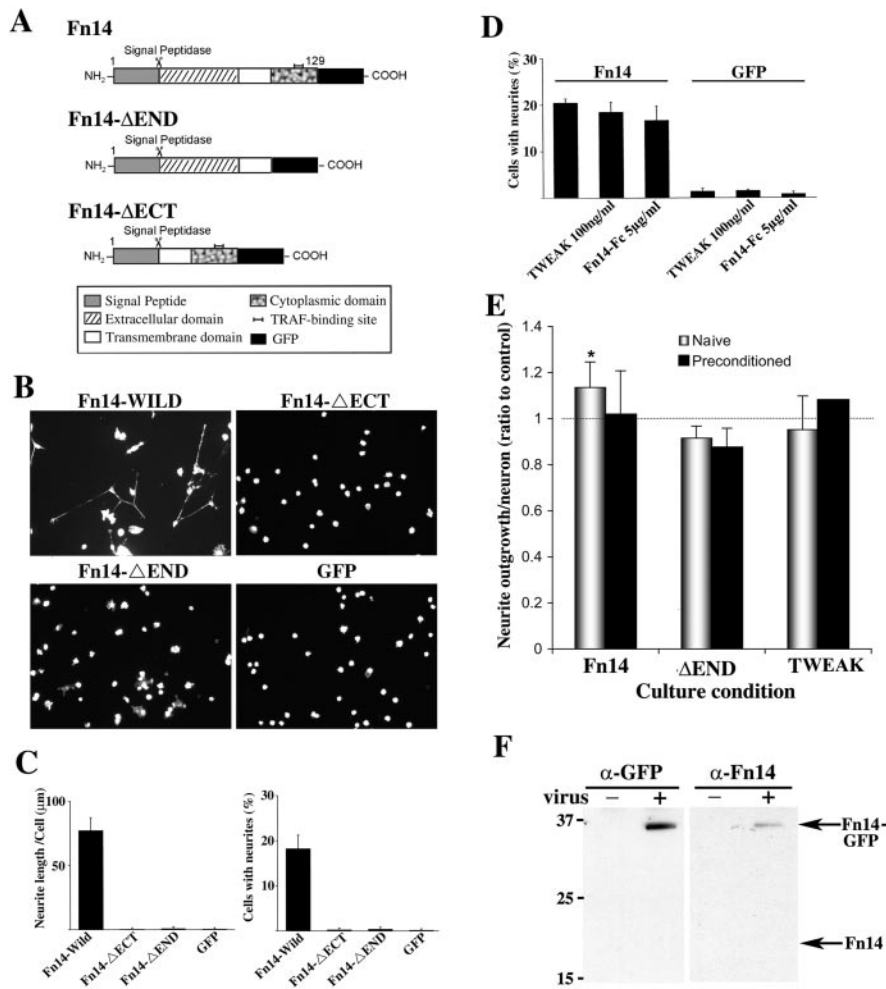 A
Fn14
Signal Peptidase
1
129
NH2
COOH
Fn14-ΔEND
Signal Peptidase
1
NH2
COOH
Fn14-ΔECT
Signal Peptidase
1
NH2
COOH
Signal Peptide
Cytoplasmic domain
Extracellular domain
TRAF-binding site
Transmembrane domain
GFP
B
Fn14-WILD
Fn14-△ECT
Fn14-△END
GFP
C
Neurite length /Cell (μm)
100
50
Fn14-Wild
Fn14-△ECT
Fn14-△END
GFP
Cells with neurites (%)
30
20
10
Fn14-Wild
Fn14-△ECT
Fn14-△END
GFP
D
Cells with neurites (%)
30
20
10
0
Fn14
GFP
TWEAK 100ng/ml
Fn14-Fc 5μg/ml
TWEAK 100ng/ml
Fn14-Fc 5μg/ml
E
Neurite outgrowth/neuron (ratio to control)
1.4
1.2
1
0.8
0.6
0.4
0.2
0
*
Naive
Preconditioned
Fn14
ΔEND
TWEAK
Culture condition
F
α-GFP
α-Fn14
virus
− + − +
37
25
15
Fn14-
GFP
Fn14